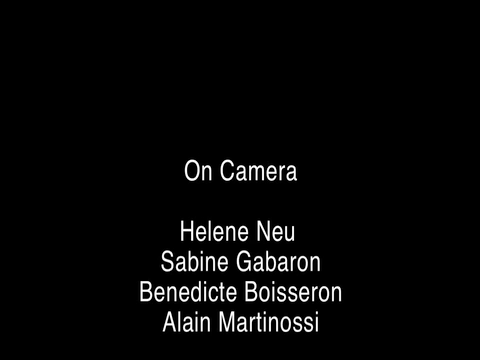 On Camera
Helene Neu
Sabine Gabaron
Benedicte Boisseron
Alain Martinossi